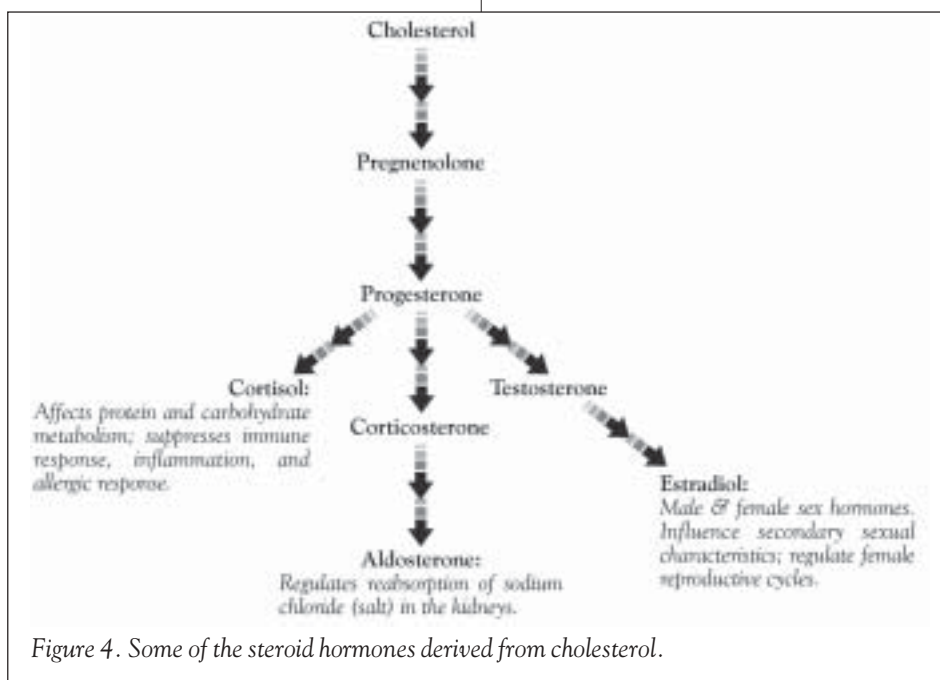 Cholesterol
Pregnenolone
Progesterone
Cortisol:
Affects protein and carbohydrate
metabolism; suppresses immune
response, inflammation, and
allergic response.
Corticosterone
Aldosterone:
Regulates reabsorption of sodium
chloride (salt) in the kidneys.
Testosterone
Estradiol:
Male & female sex hormones.
Influence secondary sexual
characteristics; regulate female
reproductive cycles.
Figure 4. Some of the steroid hormones derived from cholesterol.